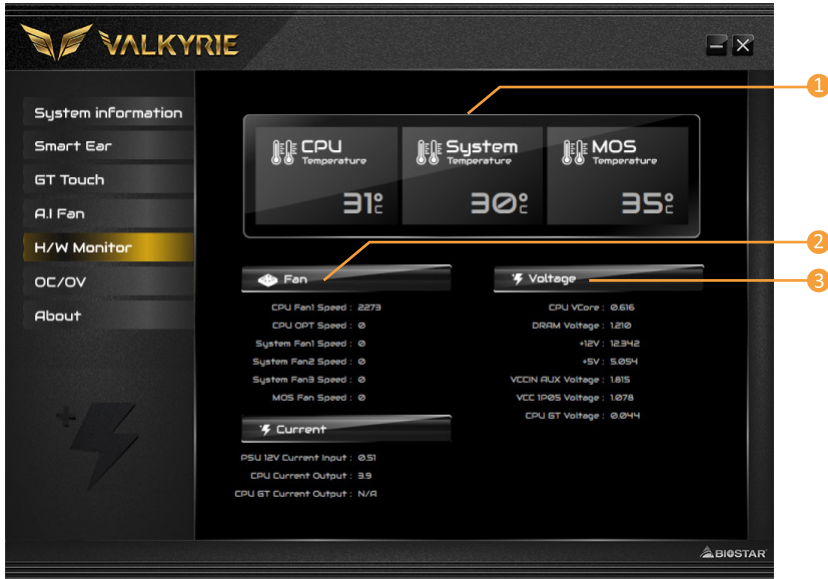 VALKYRIE
1
System information
Smart Ear
GT Touch
A.I Fan
H/W Monitor
OC/OV
About
CPU
Temperature
31°C
System
Temperature
30°C
MOS
Temperature
35°C
2
3
Fan
CPU Fan1 Speed : 2273
CPU OPT Speed : 0
System Fan1 Speed : 0
System Fan2 Speed : 0
System Fan3 Speed : 0
MOS Fan Speed : 0
Current
PSU 12V Current Input : 0.51
CPU Current Output : 3.9
CPU GT Current Output : N/A
Voltage
CPU VCore : 0.616
DRAM Voltage : 1.210
+12V : 12.342
+5V : 5.054
VCCIN AUX Voltage : 1.815
VCC 1P05 Voltage : 1.078
CPU GT Voltage : 0.044
BIOSTAR